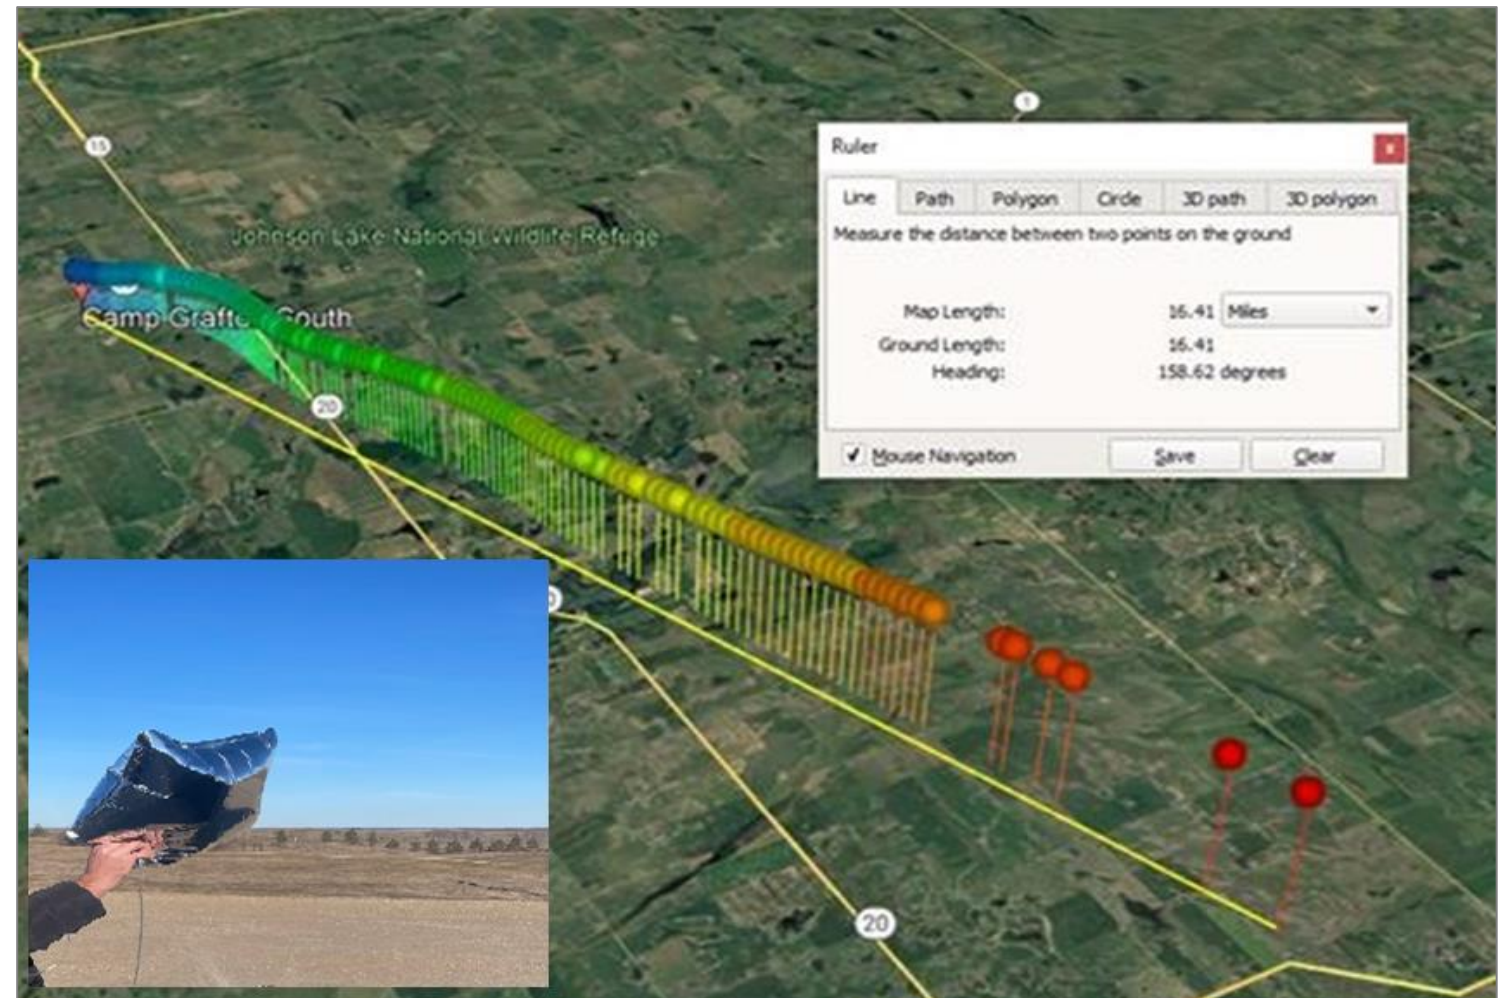 15
5
Ruler
x
Line Path Polygon Circle 3D path 3D polygon
Measure the distance between two points on the ground
Map Length: 16.41 Miles
Ground Length: 16.41
Heading: 158.62 degrees
Mouse Navigation Save Clear
Johnson Lake National Wildlife Refuge
Camp Grafto South
20
20